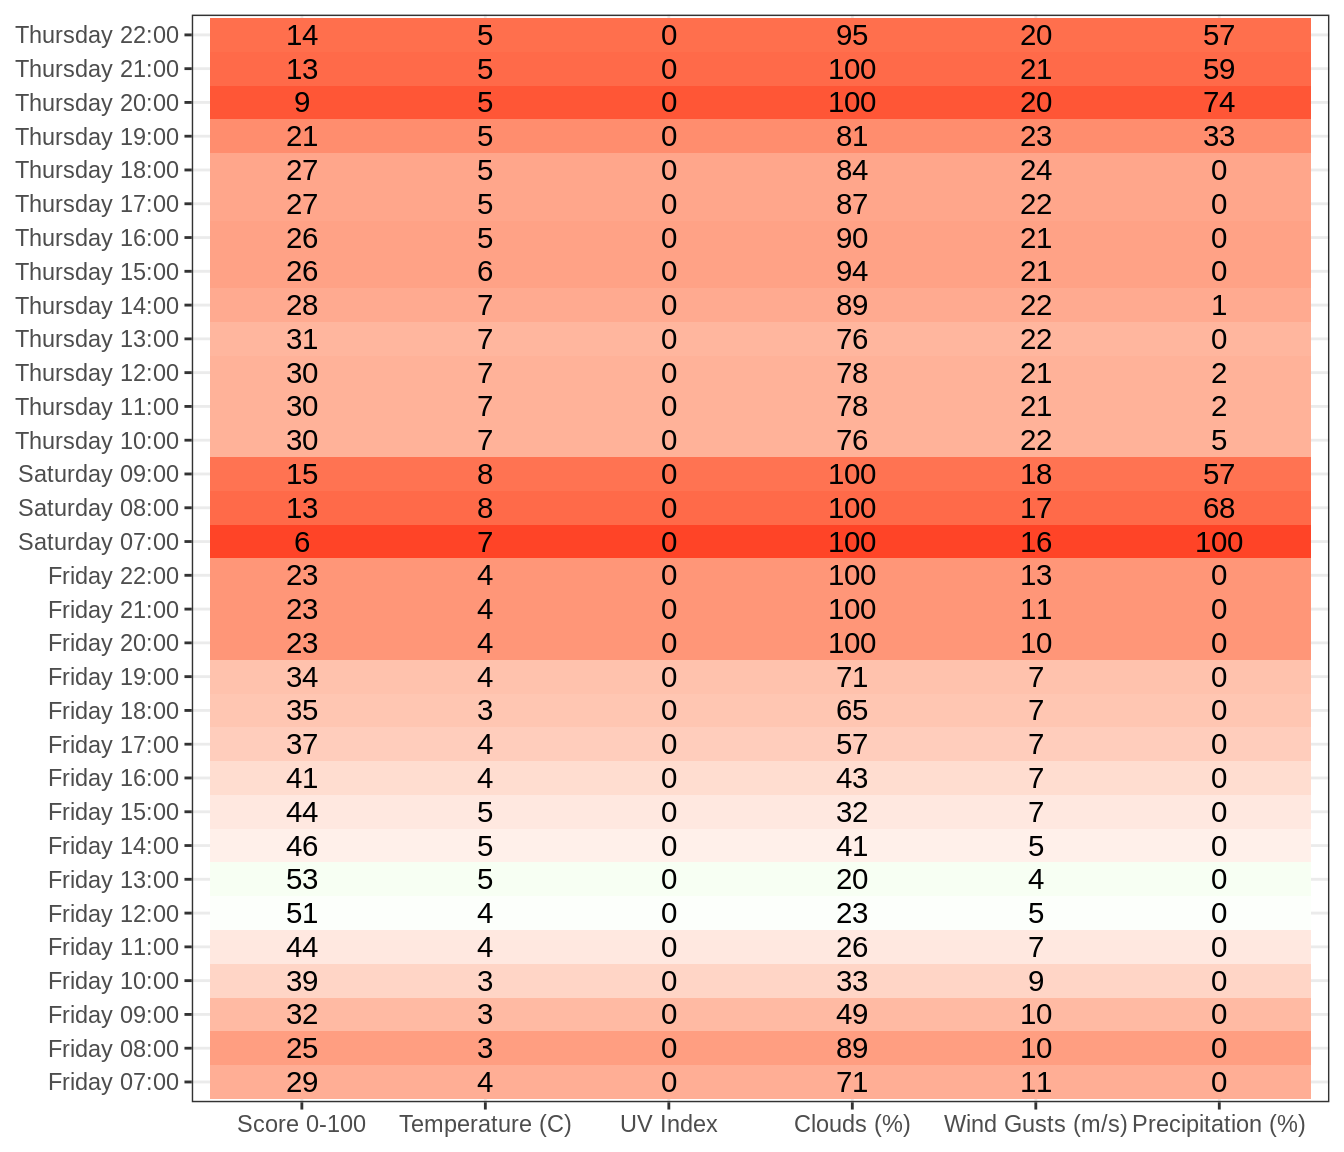 Thursday 22:00 14 5 0 95 20 57
Thursday 21:00 13 5 0 100 21 59
Thursday 20:00 9 5 0 100 20 74
Thursday 19:00 21 5 0 81 23 33
Thursday 18:00 27 5 0 84 24 0
Thursday 17:00 27 5 0 87 22 0
Thursday 16:00 26 5 0 90 21 0
Thursday 15:00 26 6 0 94 21 0
Thursday 14:00 28 7 0 89 22 1
Thursday 13:00 31 7 0 76 22 0
Thursday 12:00 30 7 0 78 21 2
Thursday 11:00 30 7 0 78 21 2
Thursday 10:00 30 7 0 76 22 5
Saturday 09:00 15 8 0 100 18 57
Saturday 08:00 13 8 0 100 17 68
Saturday 07:00 6 7 0 100 16 100
Friday 22:00 23 4 0 100 13 0
Friday 21:00 23 4 0 100 11 0
Friday 20:00 23 4 0 100 10 0
Friday 19:00 34 4 0 71 7 0
Friday 18:00 35 3 0 65 7 0
Friday 17:00 37 4 0 57 7 0
Friday 16:00 41 4 0 43 7 0
Friday 15:00 44 5 0 32 7 0
Friday 14:00 46 5 0 41 5 0
Friday 13:00 53 5 0 20 4 0
Friday 12:00 51 4 0 23 5 0
Friday 11:00 44 4 0 26 7 0
Friday 10:00 39 3 0 33 9 0
Friday 09:00 32 3 0 49 10 0
Friday 08:00 25 3 0 89 10 0
Friday 07:00 29 4 0 71 11 0
Score 0-100 Temperature (C) UV Index Clouds (%) Wind Gusts (m/s) Precipitation (%)